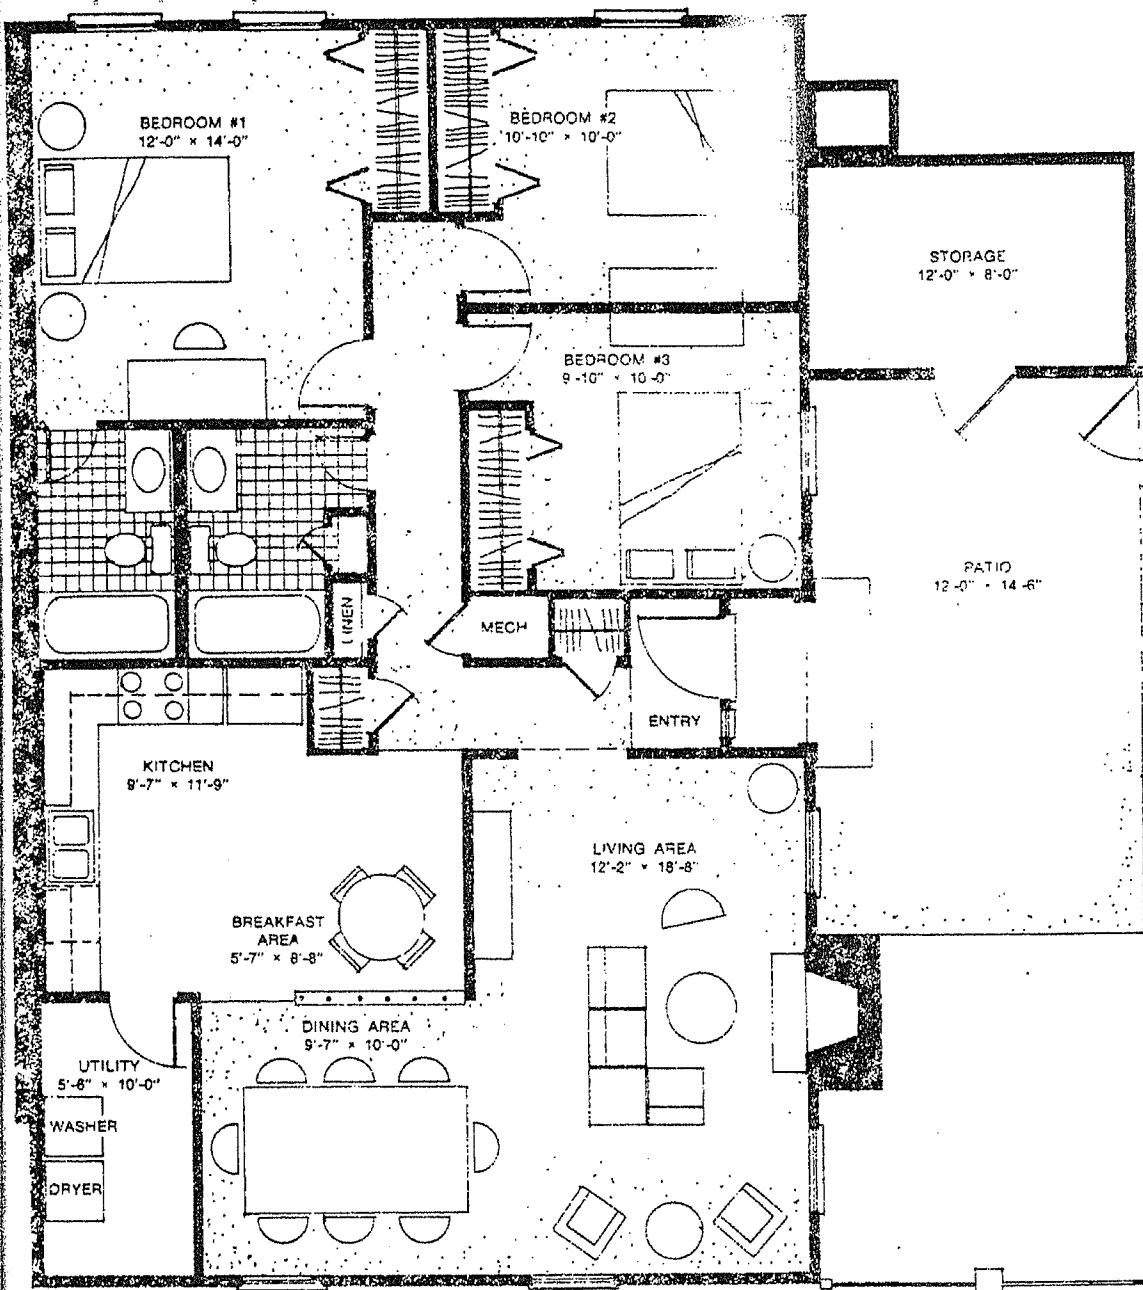 BEDROOM #1
12'-0" × 14'-0"
BEDROOM #2
10'-10" × 10'-0"
STORAGE
12'-0" × 8'-0"
BEDROOM #3
9'-10" × 10'-0"
PATIO
12'-0" × 14'-6"
LINEN
MECH
ENTRY
KITCHEN
9'-7" × 11'-9"
LIVING AREA
12'-2" × 18'-8"
BREAKFAST
AREA
5'-7" × 8'-8"
DINING AREA
9'-7" × 10'-0"
UTILITY
5'-6" × 10'-0"
WASHER
DRYER